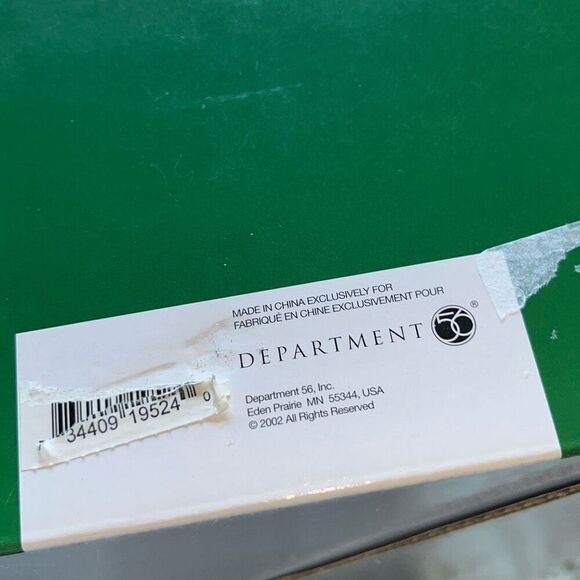 MADE IN CHINA EXCLUSIVELY FOR
FABRIQUÉ EN CHINE EXCLUSIVEMENT POUR
DEPARTMENT 56®
Department 56, Inc.
Eden Prairie MN 55344, USA
© 2002 All Rights Reserved
34409 19524 0